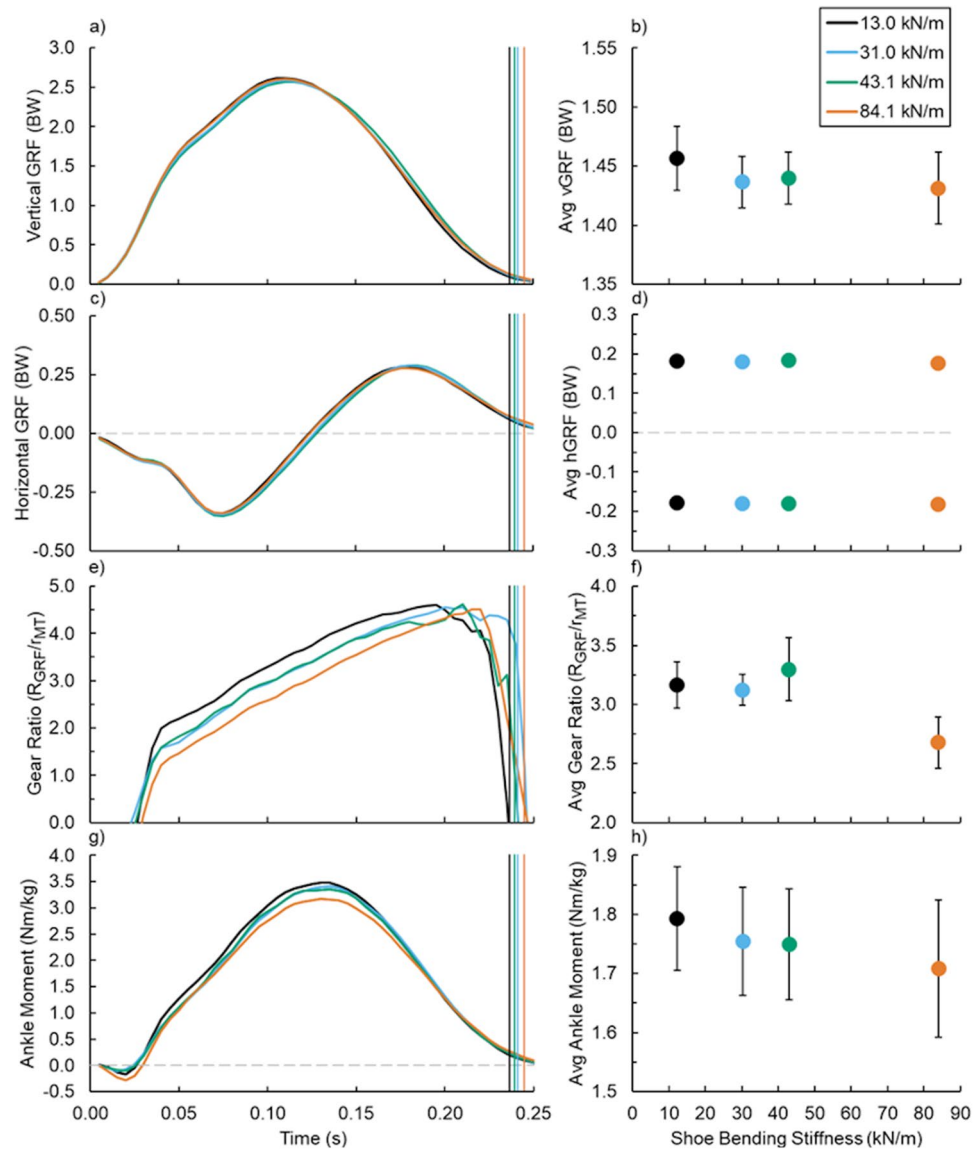 a)
b)
13.0 kN/m
31.0 kN/m
43.1 kN/m
84.1 kN/m
Vertical GRF (BW)
3.0
2.5
2.0
1.5
1.0
0.5
0.0
Avg vGRF (BW)
1.55
1.50
1.45
1.40
1.35
c)
d)
Horizontal GRF (BW)
0.50
0.25
0.00
-0.25
-0.50
Avg hGRF (BW)
0.3
0.2
0.1
0.0
-0.1
-0.2
-0.3
e)
f)
Gear Ratio (RGRF/rMT)
5.0
4.0
3.0
2.0
1.0
0.0
Avg Gear Ratio (RGRF/rMT)
4.0
3.5
3.0
2.5
2.0
g)
h)
Ankle Moment (Nm/kg)
4.0
3.5
3.0
2.5
2.0
1.5
1.0
0.5
0.0
-0.5
0.00 0.05 0.10 0.15 0.20 0.25
Time (s)
Avg Ankle Moment (Nm/kg)
1.9
1.8
1.7
1.6
1.5
0 10 20 30 40 50 60 70 80 90
Shoe Bending Stiffness (kN/m)